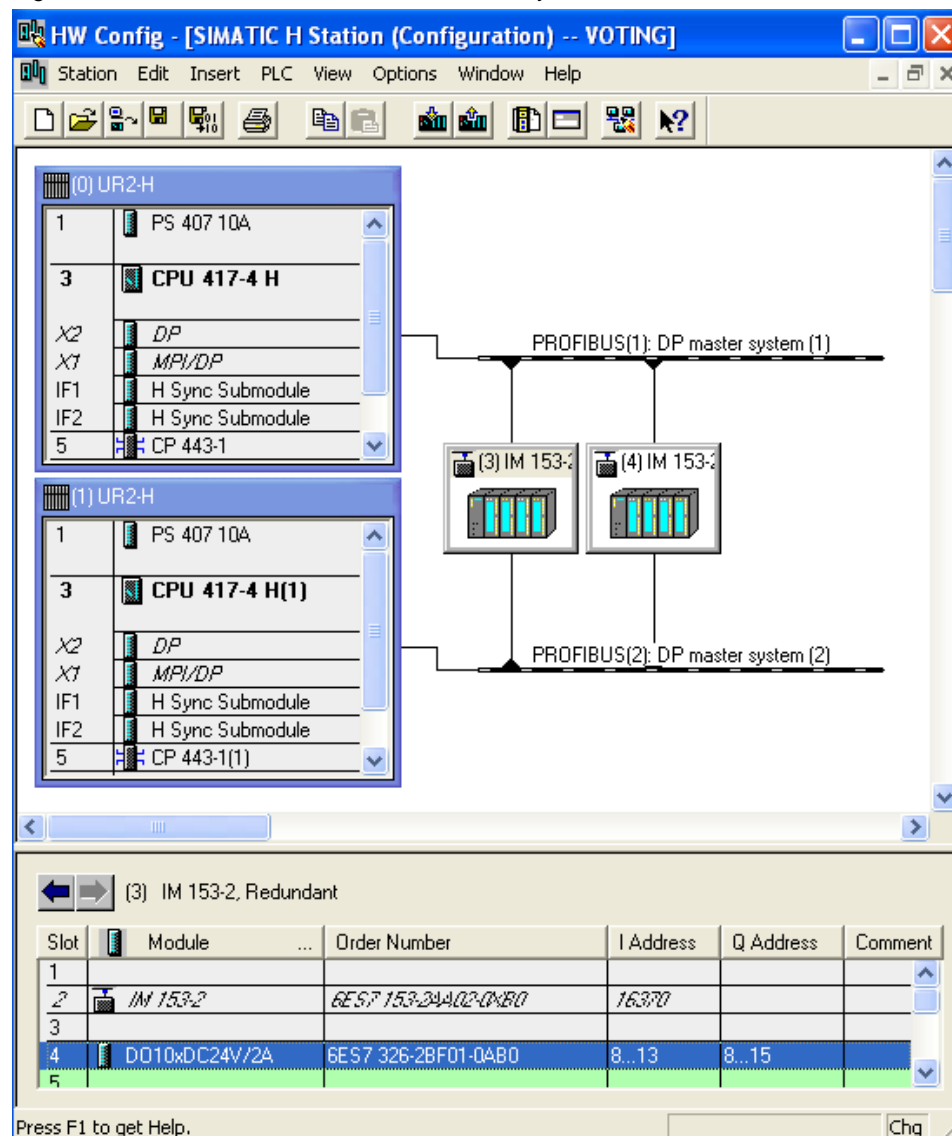 HW Config - [SIMATIC H Station (Configuration) -- VOTING]
Station Edit Insert PLC View Options Window Help
(0) UR2-H
1 PS 407 10A
3 CPU 417-4 H
X2 DP
X1 MPI/DP
IF1 H Sync Submodule
IF2 H Sync Submodule
5 CP 443-1
PROFIBUS(1): DP master system (1)
(3) IM 153-2
(4) IM 153-2
(1) UR2-H
1 PS 407 10A
3 CPU 417-4 H(1)
X2 DP
X1 MPI/DP
IF1 H Sync Submodule
IF2 H Sync Submodule
5 CP 443-1(1)
PROFIBUS(2): DP master system (2)
(3) IM 153-2, Redundant
Slot Module ... Order Number I Address Q Address Comment
1
2 IM 153-2 6ES7 153-2AA02-0XB0 16370
3
4 DO10xDC24V/2A 6ES7 326-2BF01-0AB0 8...13 8...15
5
Press F1 to get Help. Chg